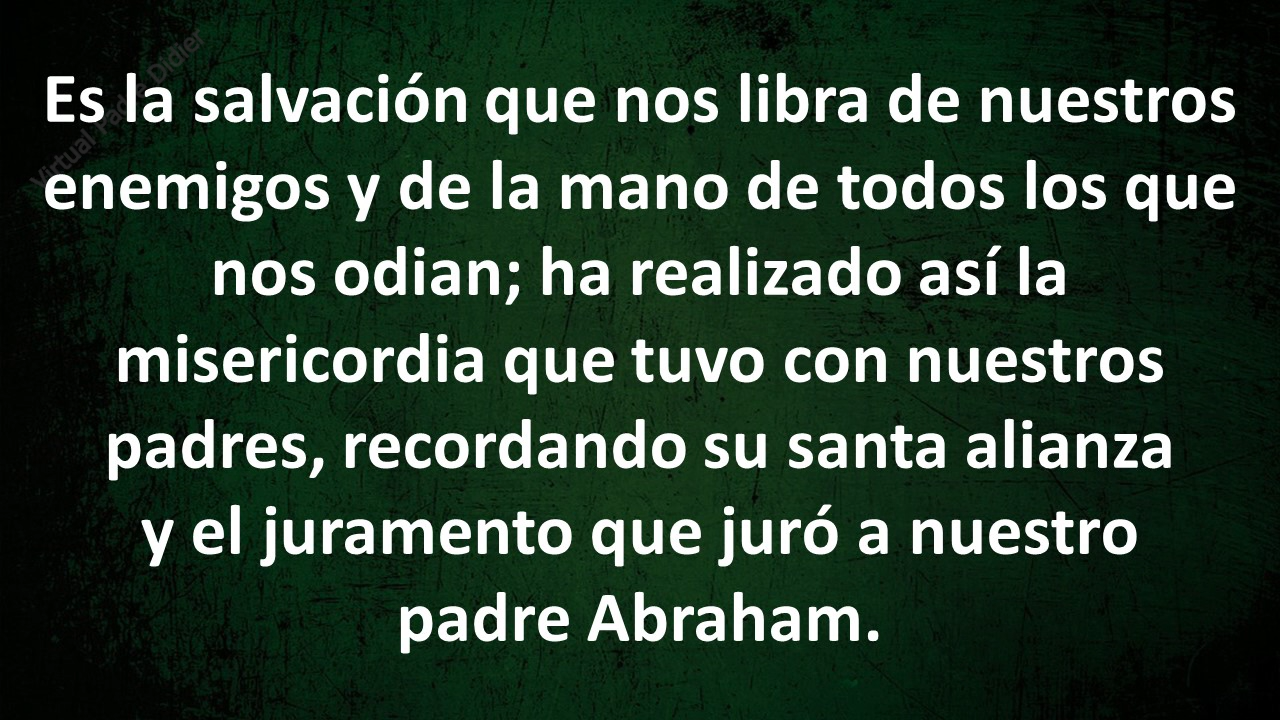 Es la salvación que nos libra de nuestros
enemigos y de la mano de todos los que
nos odian; ha realizado así la
misericordia que tuvo con nuestros
padres, recordando su santa alianza
y el juramento que juró a nuestro
padre Abraham.
Virtual Didier